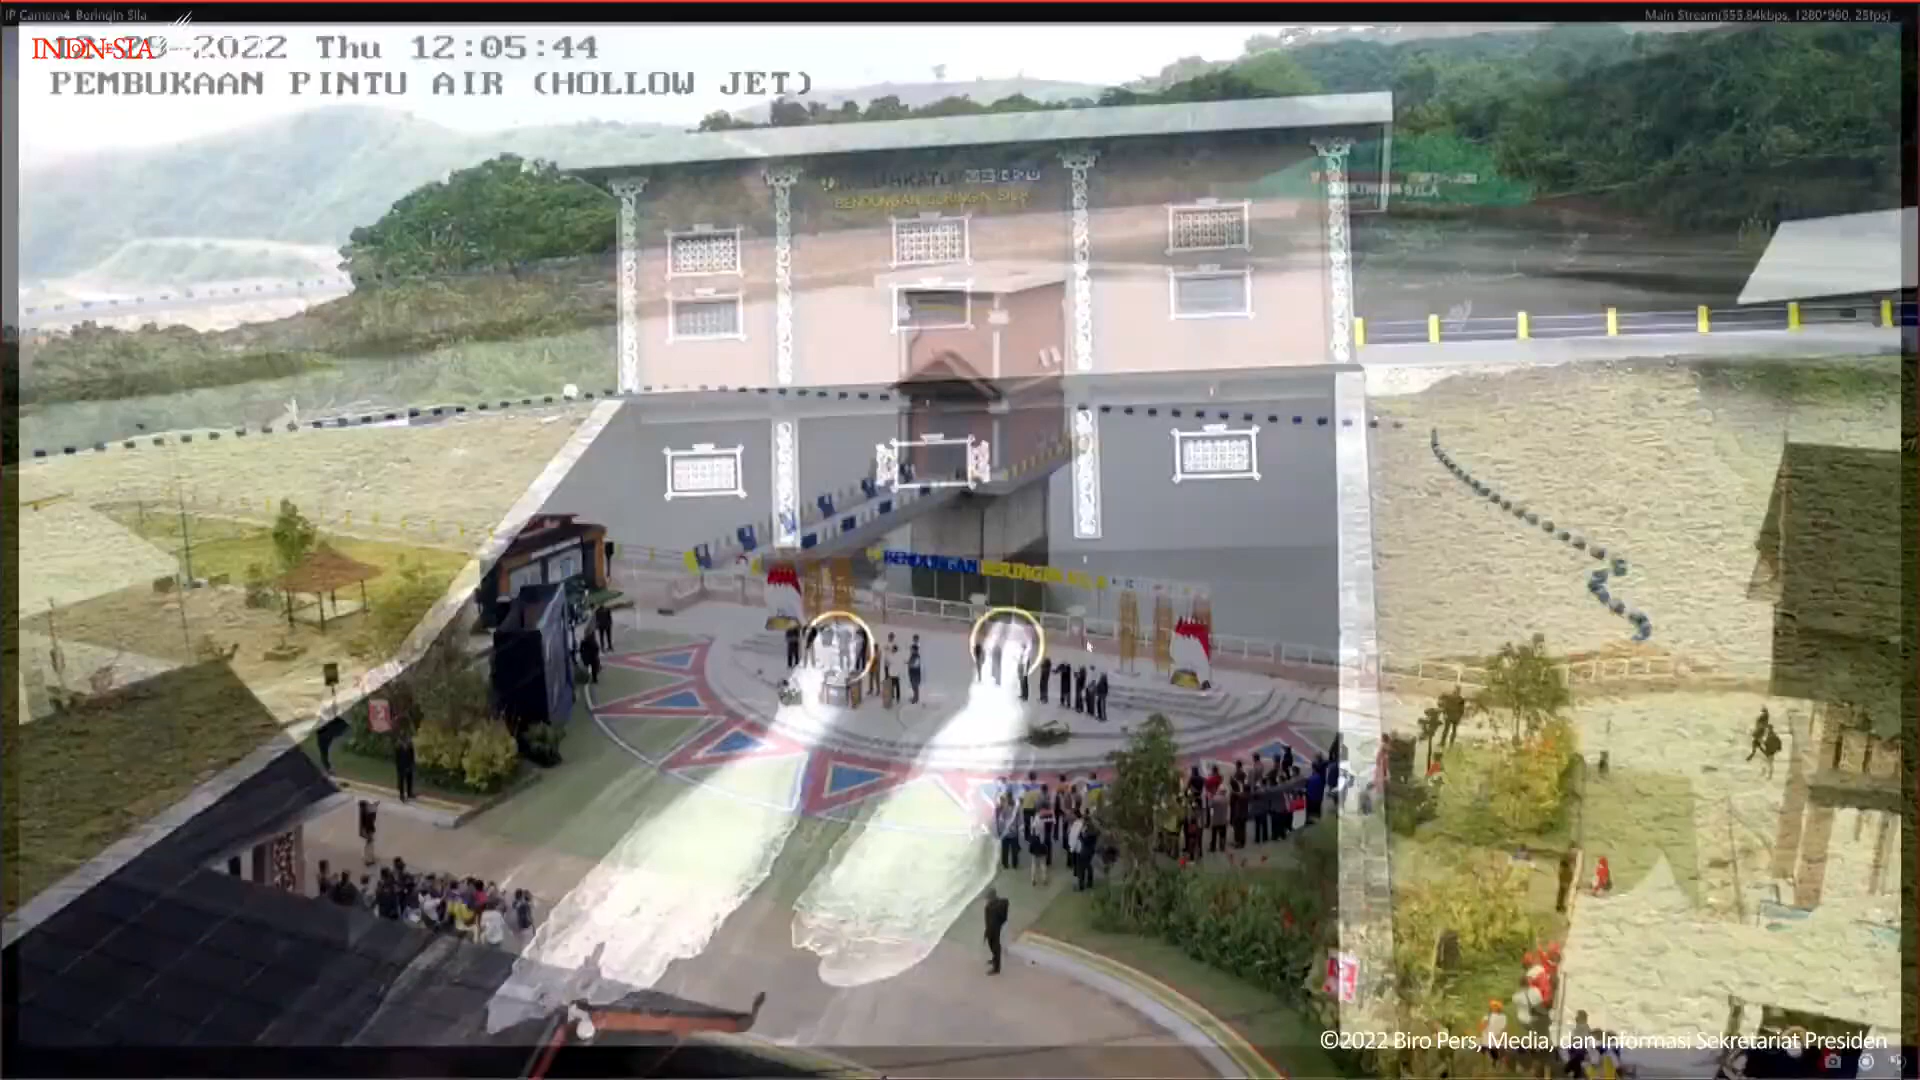 IP Camera4 Beringin Sila
Main Stream(555.84kbps, 1280*960, 25fps)
INDONESIA
2022 Thu 12:05:44
PEMBUKAAN PINTU AIR (HOLLOW JET)
BENDUNGAN BERINGIN SILA
BENDUNGAN BERINGIN SILA
©2022 Biro Pers, Media, dan Informasi Sekretariat Presiden